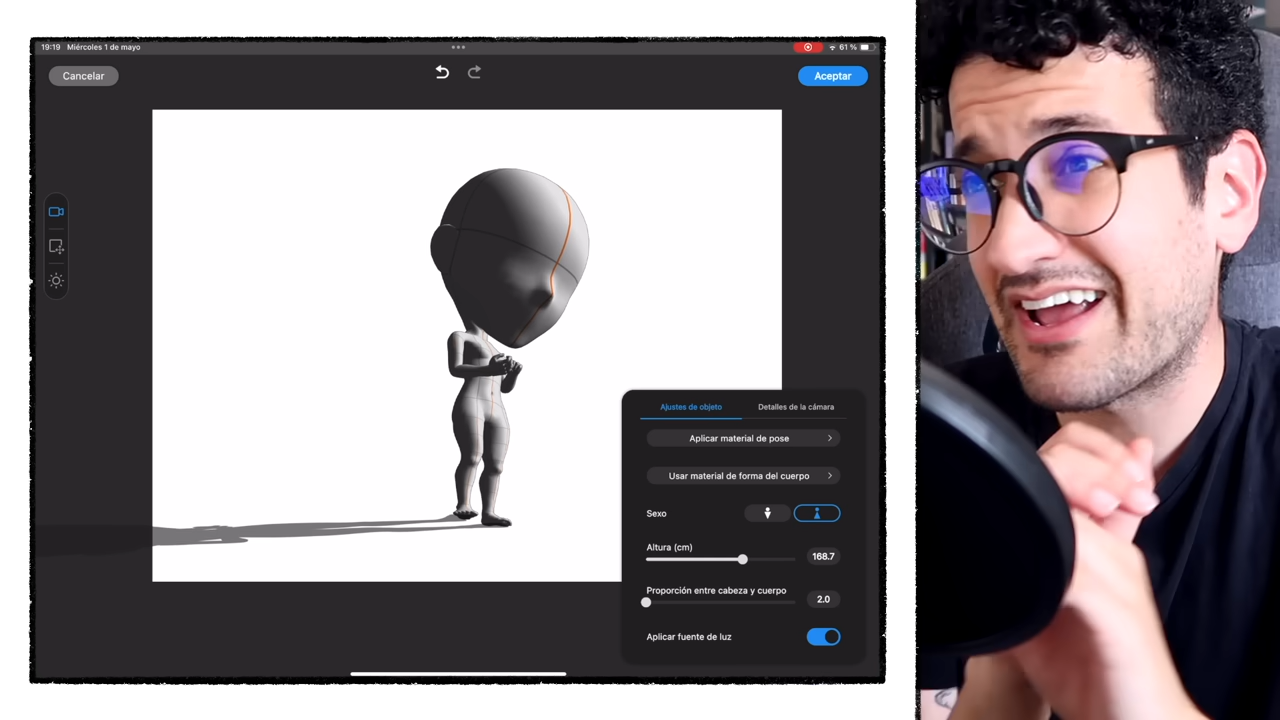 19:19 Miércoles 1 de mayo
61 %
Cancelar
Aceptar
Ajustes de objeto
Detalles de la cámara
Aplicar material de pose
Usar material de forma del cuerpo
Sexo
Altura (cm)
168.7
Proporción entre cabeza y cuerpo
2.0
Aplicar fuente de luz